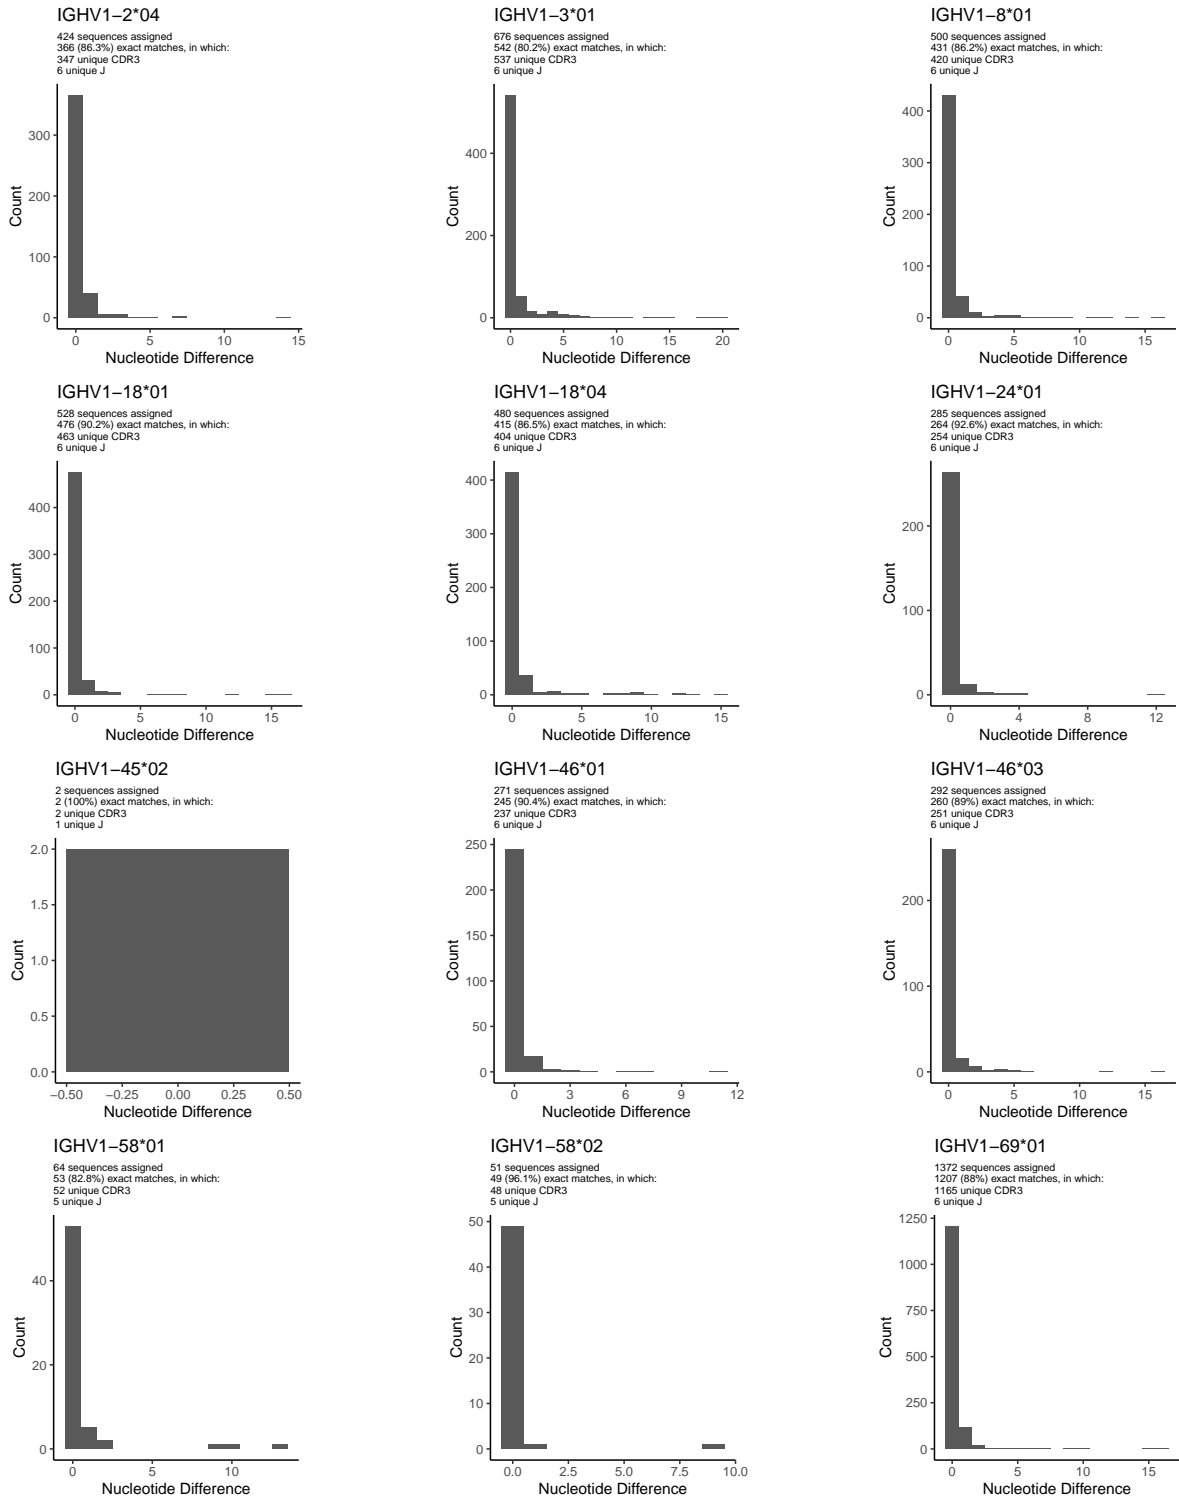 IGHV1−2*04
424 sequences assigned
366 (86.3%) exact matches, in which:
347 unique CDR3
6 unique J
300
200
100
0
Count
0 5 10 15
Nucleotide Difference
IGHV1−3*01
676 sequences assigned
542 (80.2%) exact matches, in which:
537 unique CDR3
6 unique J
400
200
0
Count
0 5 10 15 20
Nucleotide Difference
IGHV1−8*01
500 sequences assigned
431 (86.2%) exact matches, in which:
420 unique CDR3
6 unique J
400
300
200
100
0
Count
0 5 10 15
Nucleotide Difference
IGHV1−18*01
528 sequences assigned
476 (90.2%) exact matches, in which:
463 unique CDR3
6 unique J
400
300
200
100
0
Count
0 5 10 15
Nucleotide Difference
IGHV1−18*04
480 sequences assigned
415 (86.5%) exact matches, in which:
404 unique CDR3
6 unique J
400
300
200
100
0
Count
0 5 10 15
Nucleotide Difference
IGHV1−24*01
285 sequences assigned
264 (92.6%) exact matches, in which:
254 unique CDR3
6 unique J
200
100
0
Count
0 4 8 12
Nucleotide Difference
IGHV1−45*02
2 sequences assigned
2 (100%) exact matches, in which:
2 unique CDR3
1 unique J
2.0
1.5
1.0
0.5
0.0
Count
−0.50 −0.25 0.00 0.25 0.50
Nucleotide Difference
IGHV1−46*01
271 sequences assigned
245 (90.4%) exact matches, in which:
237 unique CDR3
6 unique J
250
200
150
100
50
0
Count
0 3 6 9 12
Nucleotide Difference
IGHV1−46*03
292 sequences assigned
260 (89%) exact matches, in which:
251 unique CDR3
6 unique J
200
100
0
Count
0 5 10 15
Nucleotide Difference
IGHV1−58*01
64 sequences assigned
53 (82.8%) exact matches, in which:
52 unique CDR3
5 unique J
40
20
0
Count
0 5 10
Nucleotide Difference
IGHV1−58*02
51 sequences assigned
49 (96.1%) exact matches, in which:
48 unique CDR3
5 unique J
50
40
30
20
10
0
Count
0.0 2.5 5.0 7.5 10.0
Nucleotide Difference
IGHV1−69*01
1372 sequences assigned
1207 (88%) exact matches, in which:
1165 unique CDR3
6 unique J
1250
1000
750
500
250
0
Count
0 5 10 15
Nucleotide Difference